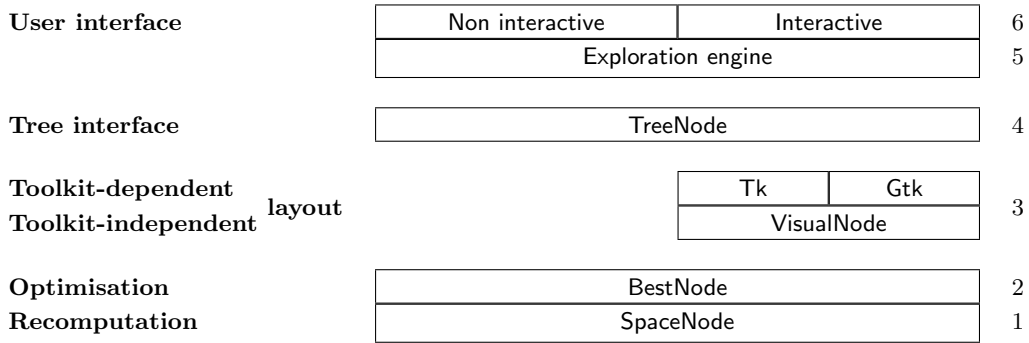 User interface Non interactive Interactive 6
Exploration engine 5
Tree interface TreeNode 4
Toolkit-dependent Tk Gtk
layout 3
Toolkit-independent VisualNode
Optimisation BestNode 2
Recomputation SpaceNode 1